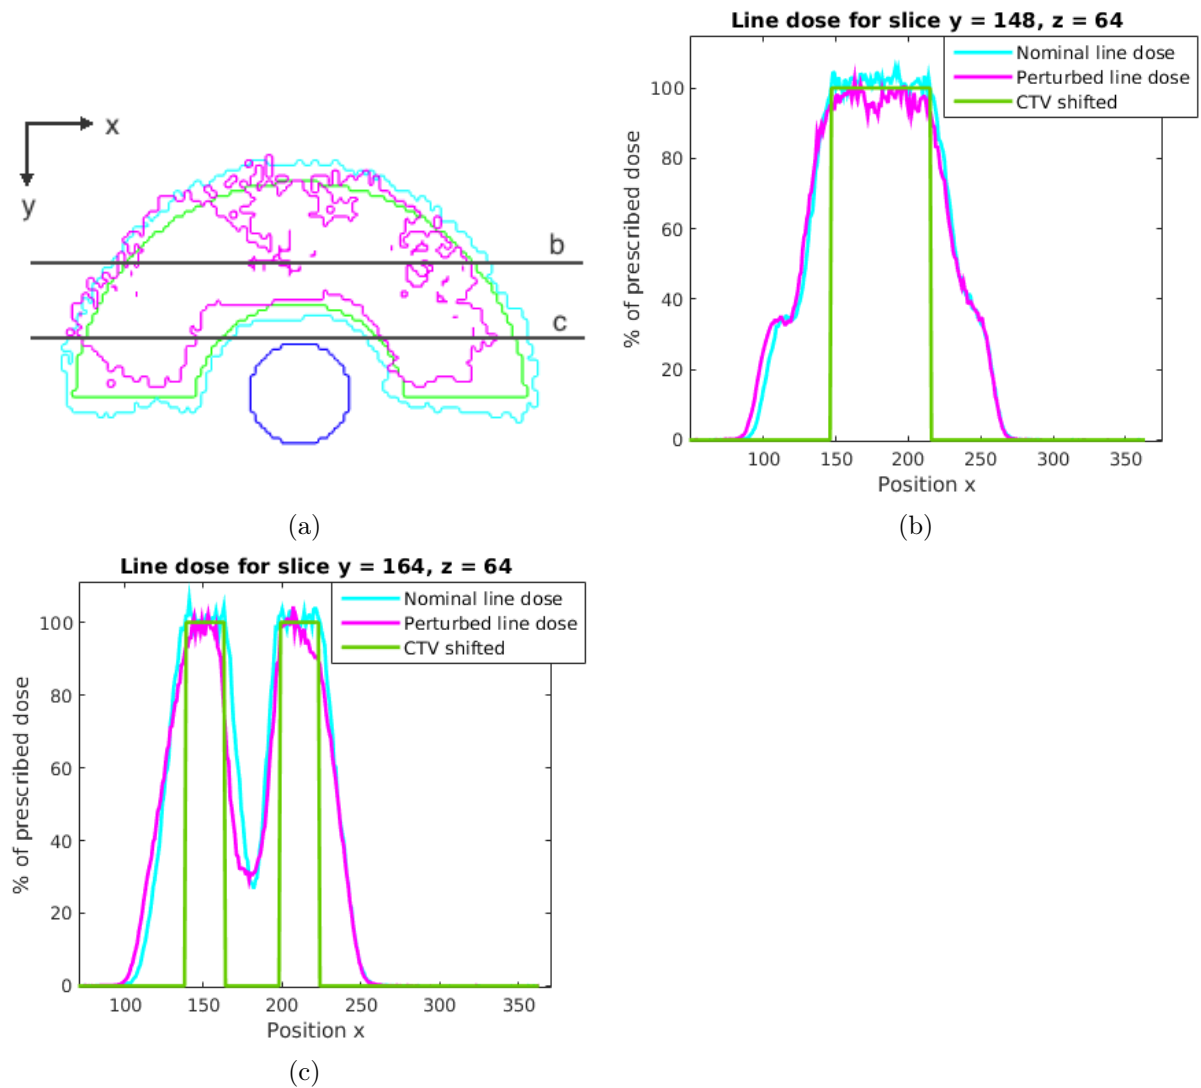 x
y
b
c
(a)
Line dose for slice y = 148, z = 64
Nominal line dose
Perturbed line dose
CTV shifted
% of prescribed dose
100
80
60
40
20
0
100 150 200 250 300 350
Position x
(b)
Line dose for slice y = 164, z = 64
Nominal line dose
Perturbed line dose
CTV shifted
% of prescribed dose
100
80
60
40
20
0
100 150 200 250 300 350
Position x
(c)